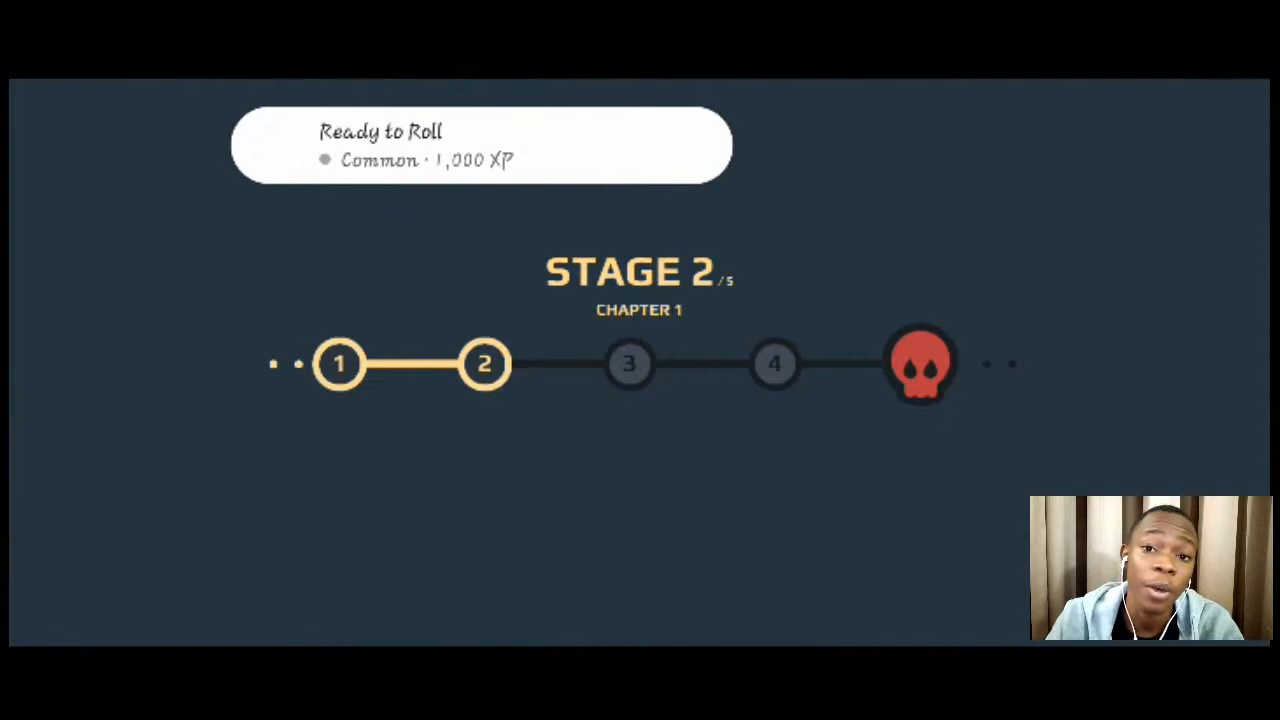 Ready to Roll
Common · 1,000 XP
STAGE 2 /5
CHAPTER 1
1 2 3 4